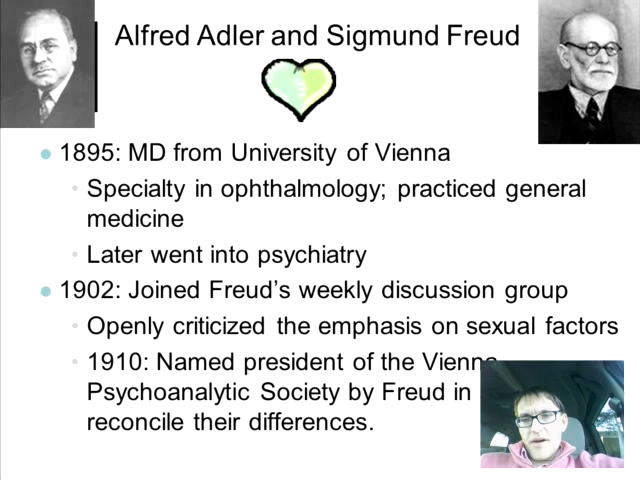 Alfred Adler and Sigmund Freud
1895: MD from University of Vienna
Specialty in ophthalmology; practiced general
medicine
Later went into psychiatry
1902: Joined Freud's weekly discussion group
Openly criticized the emphasis on sexual factors
1910: Named president of the Vienna
Psychoanalytic Society by Freud in
reconcile their differences.